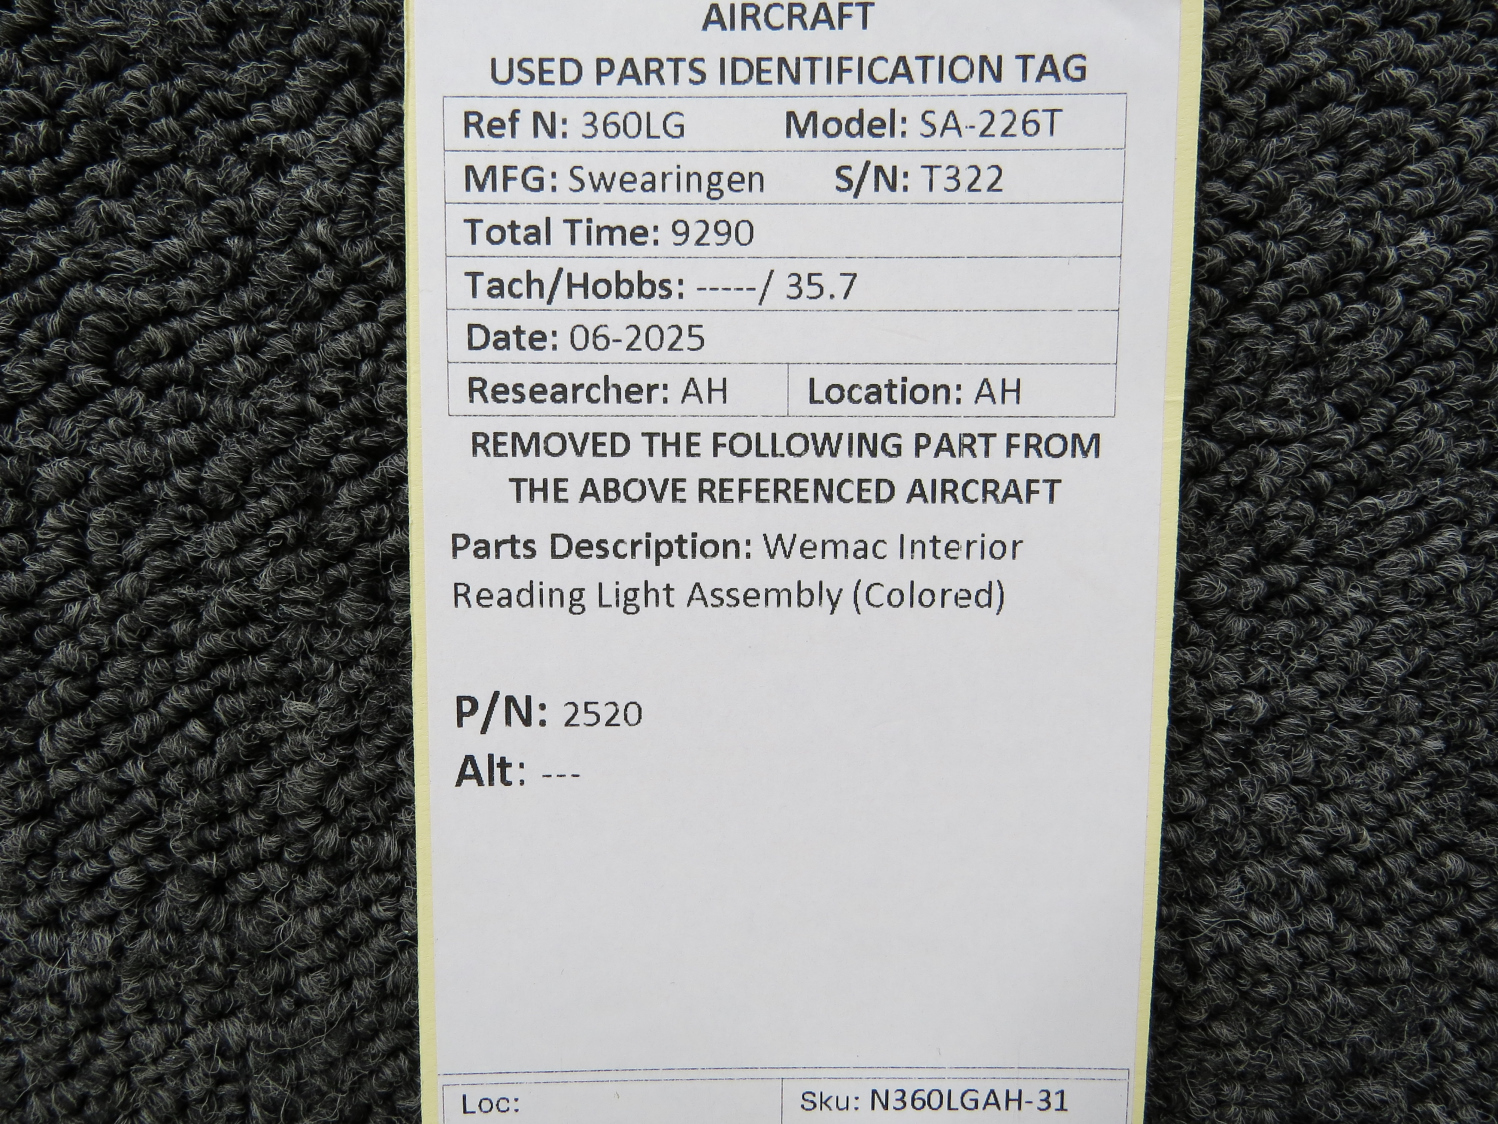 AIRCRAFT
USED PARTS IDENTIFICATION TAG
Ref N: 360LG Model: SA-226T
MFG: Swearingen S/N: T322
Total Time: 9290
Tach/Hobbs: -----/ 35.7
Date: 06-2025
Researcher: AH Location: AH
REMOVED THE FOLLOWING PART FROM
THE ABOVE REFERENCED AIRCRAFT
Parts Description: Wemac Interior
Reading Light Assembly (Colored)
P/N: 2520
Alt: ---
Loc: Sku: N360LGAH-31